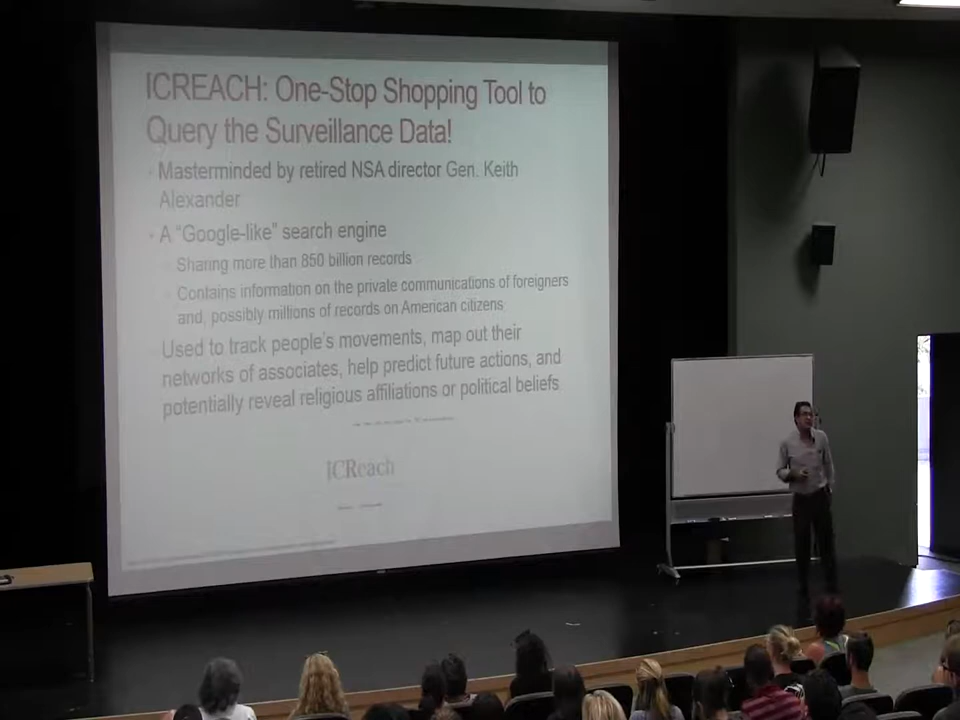 ICREACH: One-Stop Shopping Tool to
Query the Surveillance Data!
Masterminded by retired NSA director Gen. Keith
Alexander
A “Google-like” search engine
Sharing more than 850 billion records
Contains information on the private communications of foreigners
and, possibly millions of records on American citizens
Used to track people’s movements, map out their
networks of associates, help predict future actions, and
potentially reveal religious affiliations or political beliefs
ICReach